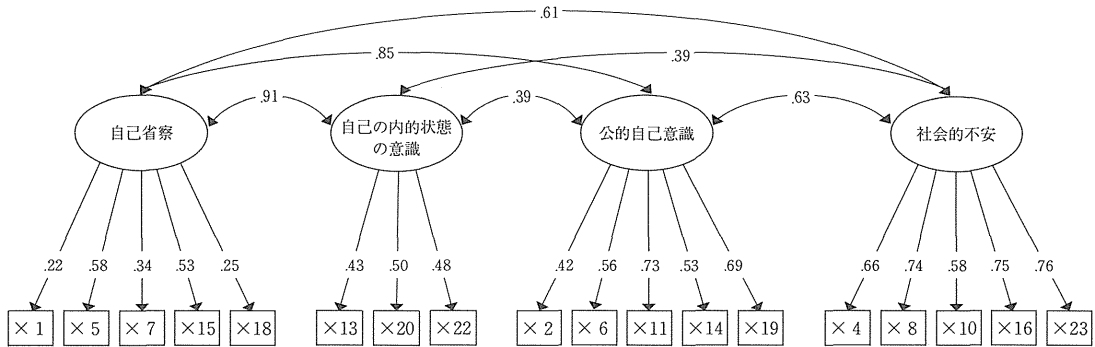 .61
.85
.39
.91
.39
.63
自己省察
自己の内的状態
の意識
公的自己意識
社会的不安
.22 .58 .34 .53 .25
.43 .50 .48
.42 .56 .73 .53 .69
.66 .74 .58 .75 .76
×1 ×5 ×7 ×15 ×18
×13 ×20 ×22
×2 ×6 ×11 ×14 ×19
×4 ×8 ×10 ×16 ×23